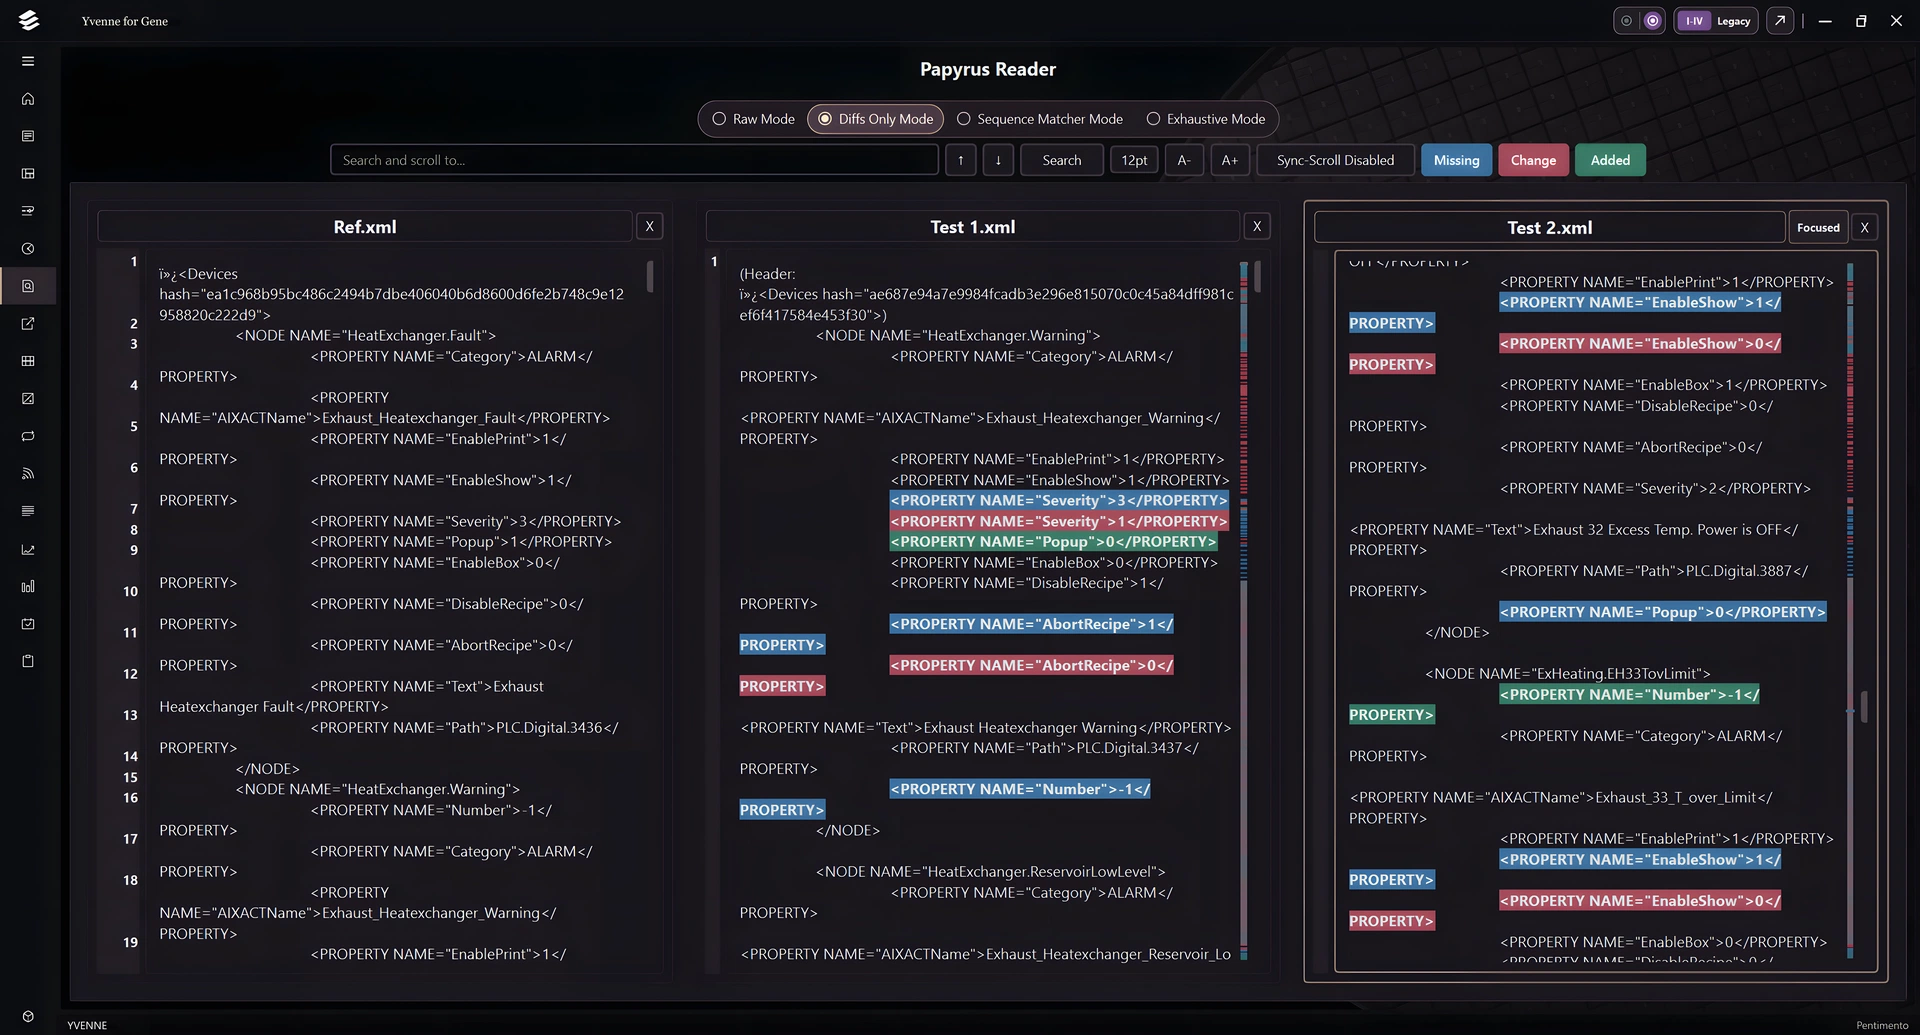 Yvenne for Gene
I-IV Legacy
Papyrus Reader
Raw Mode
Diffs Only Mode
Sequence Matcher Mode
Exhaustive Mode
Search and scroll to...
↑
↓
Search
12pt
A-
A+
Sync-Scroll Disabled
Missing
Change
Added
Ref.xml
X
1
ï»¿<Devices
hash="ea1c968b95bc486c2494b7dbe406040b6d8600d6fe2b748c9e12
958820c222d9">
2 <NODE NAME="HeatExchanger.Fault">
3 <PROPERTY NAME="Category">ALARM</
PROPERTY>
4 <PROPERTY
NAME="AIXACTName">Exhaust_Heatexchanger_Fault</PROPERTY>
5 <PROPERTY NAME="EnablePrint">1</
PROPERTY>
6 <PROPERTY NAME="EnableShow">1</
PROPERTY>
7 <PROPERTY NAME="Severity">3</PROPERTY>
8 <PROPERTY NAME="Popup">1</PROPERTY>
9 <PROPERTY NAME="EnableBox">0</
PROPERTY>
10 <PROPERTY NAME="DisableRecipe">0</
PROPERTY>
11 <PROPERTY NAME="AbortRecipe">0</
PROPERTY>
12 <PROPERTY NAME="Text">Exhaust
Heatexchanger Fault</PROPERTY>
13 <PROPERTY NAME="Path">PLC.Digital.3436</
PROPERTY>
14 </NODE>
15 <NODE NAME="HeatExchanger.Warning">
16 <PROPERTY NAME="Number">-1</
PROPERTY>
17 <PROPERTY NAME="Category">ALARM</
PROPERTY>
18 <PROPERTY
NAME="AIXACTName">Exhaust_Heatexchanger_Warning</
PROPERTY>
19 <PROPERTY NAME="EnablePrint">1</
Test 1.xml
X
1
(Header:
ï»¿<Devices hash="ae687e94a7e9984fcadb3e296e815070c0c45a84dff981c
ef6f417584e453f30">)
<NODE NAME="HeatExchanger.Warning">
<PROPERTY NAME="Category">ALARM</
PROPERTY>
<PROPERTY NAME="AIXACTName">Exhaust_Heatexchanger_Warning</
PROPERTY>
<PROPERTY NAME="EnablePrint">1</PROPERTY>
<PROPERTY NAME="EnableShow">1</PROPERTY>
<PROPERTY NAME="Severity">3</PROPERTY>
<PROPERTY NAME="Severity">1</PROPERTY>
<PROPERTY NAME="Popup">0</PROPERTY>
<PROPERTY NAME="EnableBox">0</PROPERTY>
<PROPERTY NAME="DisableRecipe">1</
PROPERTY>
<PROPERTY NAME="AbortRecipe">1</
PROPERTY>
<PROPERTY NAME="AbortRecipe">0</
PROPERTY>
<PROPERTY NAME="Text">Exhaust Heatexchanger Warning</PROPERTY>
<PROPERTY NAME="Path">PLC.Digital.3437</
PROPERTY>
<PROPERTY NAME="Number">-1</
PROPERTY>
</NODE>
<NODE NAME="HeatExchanger.ReservoirLowLevel">
<PROPERTY NAME="Category">ALARM</
PROPERTY>
<PROPERTY NAME="AIXACTName">Exhaust_Heatexchanger_Reservoir_Lo
Test 2.xml
Focused
X
OFF</PROPERTY>
<PROPERTY NAME="EnablePrint">1</PROPERTY>
<PROPERTY NAME="EnableShow">1</
PROPERTY>
<PROPERTY NAME="EnableShow">0</
PROPERTY>
<PROPERTY NAME="EnableBox">1</PROPERTY>
<PROPERTY NAME="DisableRecipe">0</
PROPERTY>
<PROPERTY NAME="AbortRecipe">0</
PROPERTY>
<PROPERTY NAME="Severity">2</PROPERTY>
<PROPERTY NAME="Text">Exhaust 32 Excess Temp. Power is OFF</
PROPERTY>
<PROPERTY NAME="Path">PLC.Digital.3887</
PROPERTY>
<PROPERTY NAME="Popup">0</PROPERTY>
</NODE>
<NODE NAME="ExHeating.EH33TovLimit">
<PROPERTY NAME="Number">-1</
PROPERTY>
<PROPERTY NAME="Category">ALARM</
PROPERTY>
<PROPERTY NAME="AIXACTName">Exhaust_33_T_over_Limit</
PROPERTY>
<PROPERTY NAME="EnablePrint">1</PROPERTY>
<PROPERTY NAME="EnableShow">1</
PROPERTY>
<PROPERTY NAME="EnableShow">0</
PROPERTY>
<PROPERTY NAME="EnableBox">0</PROPERTY>
<PROPERTY NAME="DisableRecipe">0</
YVENNE
Pentimento